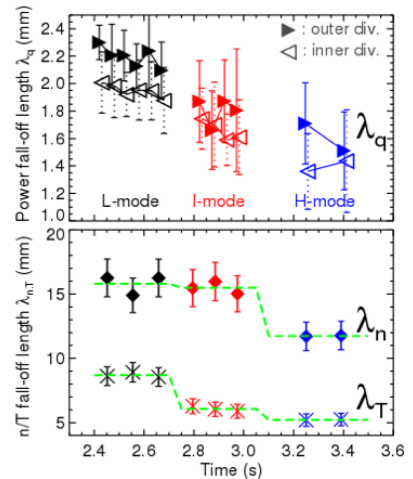 Power fall-off length λq (mm)
2.4
2.2
2.0
1.8
1.6
1.4
1.2
1.0
▶ : outer div.
◁ : inner div.
λq
L-mode
I-mode
H-mode
n/T fall-off length λn,T (mm)
20
15
10
5
λn
λT
2.4 2.6 2.8 3.0 3.2 3.4 3.6
Time (s)